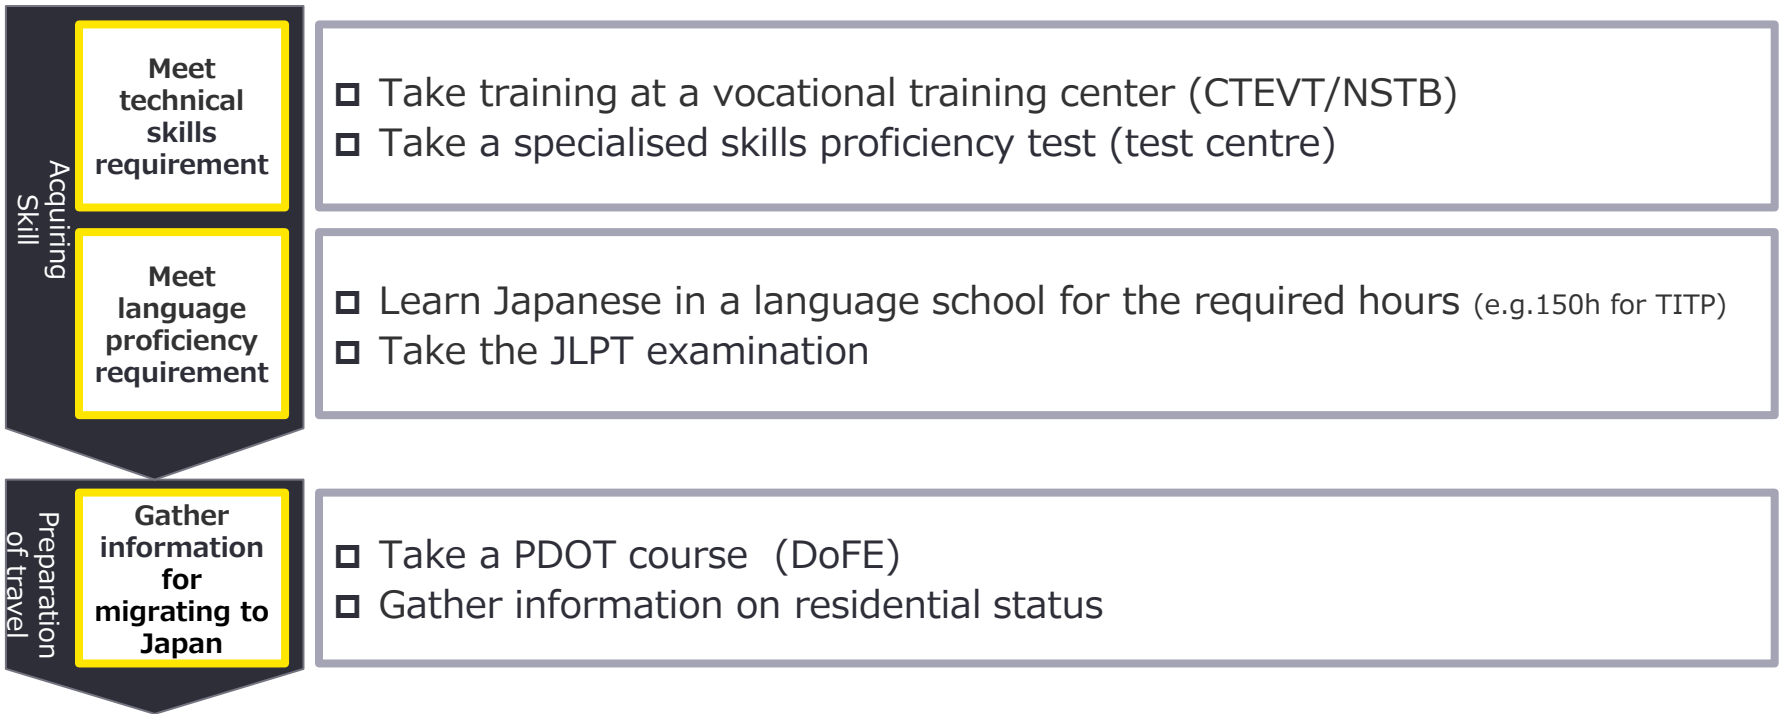 Acquiring
Skill
Meet
technical
skills
requirement
Take training at a vocational training center (CTEVT/NSTB)
Take a specialised skills proficiency test (test centre)
Meet
language
proficiency
requirement
Learn Japanese in a language school for the required hours (e.g.150h for TITP)
Take the JLPT examination
Preparation
of travel
Gather
information
for
migrating to
Japan
Take a PDOT course (DoFE)
Gather information on residential status